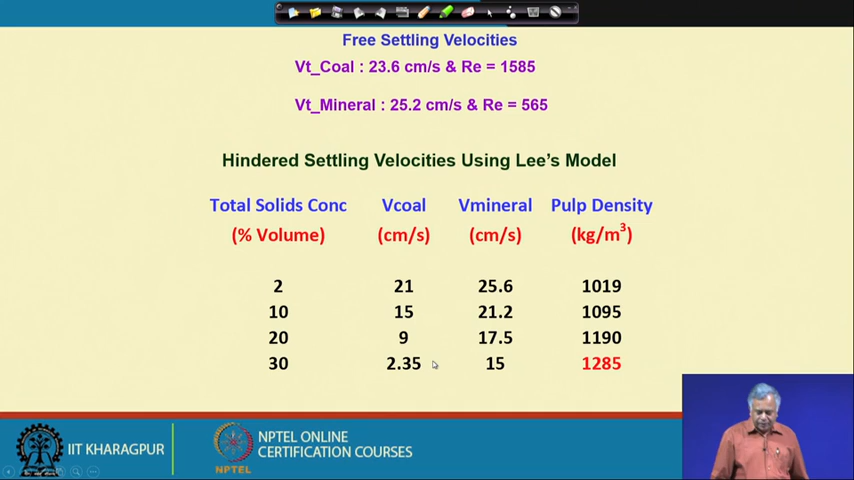 Free Settling Velocities
Vt_Coal : 23.6 cm/s & Re = 1585
Vt_Mineral : 25.2 cm/s & Re = 565
Hindered Settling Velocities Using Lee's Model
Total Solids Conc Vcoal Vmineral Pulp Density
(% Volume) (cm/s) (cm/s) (kg/m³)
2 21 25.6 1019
10 15 21.2 1095
20 9 17.5 1190
30 2.35 15 1285
IIT KHARAGPUR
NPTEL
NPTEL ONLINE
CERTIFICATION COURSES